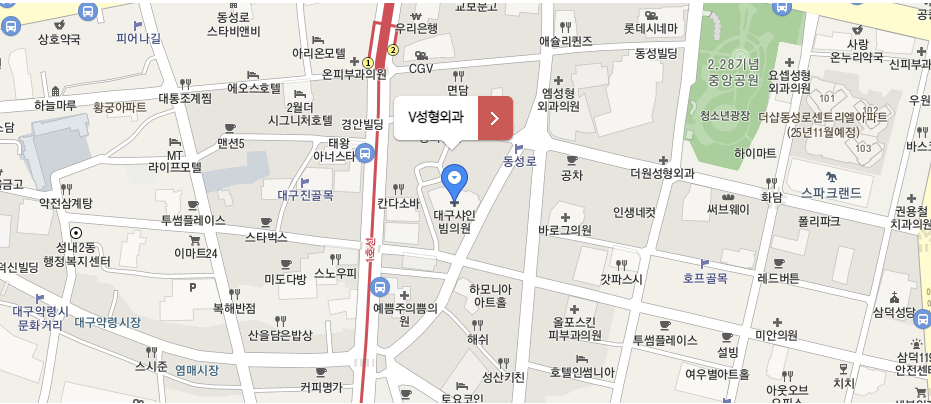 교보문고
동성로
스타비앤비
우리은행
롯데시네마
상호약국
피어나길
아리온모텔
애슐리퀸즈
동성빌딩
사랑
온누리약국
2
1
온피부과의원
CGV
2.28기념
중앙공원
요셉성형
외과의원
신피부과의원
하늘마루
황궁아파트
대통조계찜
에오스호텔
면담
엠성형
외과의원
101
102
103
2월더
시그니처호텔
경안빌딩
V성형외과
청소년광장
더샵동성로센트리엘아파트
(25년11월예정)
맨션5
태왕
아너스타
동성로
공차
하이마트
MT
라이프모텔
대구진골목
더원성형외과
스파크랜드
약전삼계탕
투썸플레이스
칸다소바
대구샤인
빔의원
인생네컷
써브웨이
화담
폴리파크
권용철
치과의원
바로그의원
스타벅스
성내2동
행정복지센터
이마트24
1호선
덕신빌딩
미도다방
스노우피
갓파스시
호프골목
레드버튼
P
복해반점
예쁨주의쁨의
원
하모니아
아트홀
대구약령시
문화거리
대구약령시장
산을담은밥상
해쉬
올포스킨
피부과의원
투썸플레이스
미안의원
삼덕성당
설빙
스시준
염매시장
커피명가
성산키친
호텔인썸니아
여우별아트홀
치치
삼덕119
안전센터
토요코인
아웃오브